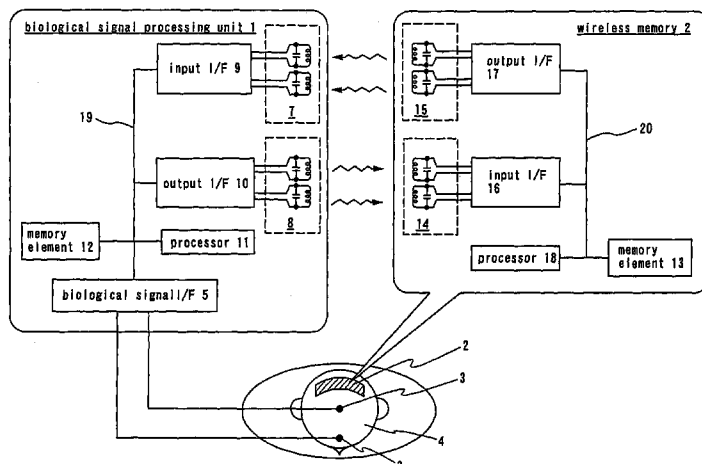 biological signal processing unit 1
wireless memory 2
input I/F 9
7
15
output I/F
17
19
20
output I/F 10
8
14
input I/F
16
memory
element 12
processor 11
processor 18
memory
element 13
biological signalI/F 5
2
3
4